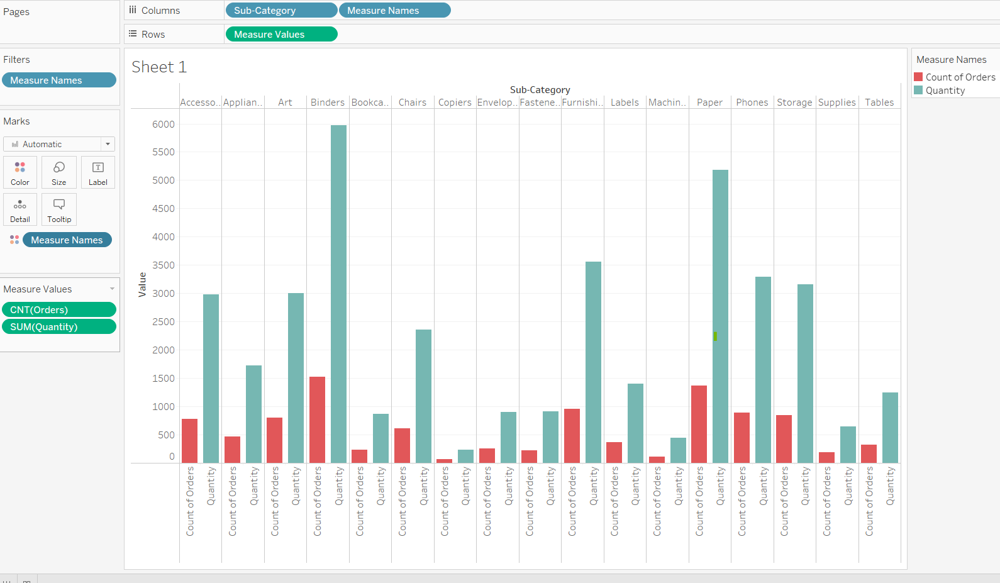 Pages
Columns
Sub-Category
Measure Names
Rows
Measure Values
Filters
Measure Names
Marks
Automatic
Color
Size
Label
Detail
Tooltip
Measure Names
Measure Values
CNT(Orders)
SUM(Quantity)
Sheet 1
Sub-Category
Accesso.. Applian.. Art Binders Bookca.. Chairs Copiers Envelop.. Fastene.. Furnishi.. Labels Machin.. Paper Phones Storage Supplies Tables
Value
6000
5500
5000
4500
4000
3500
3000
2500
2000
1500
1000
500
0
Count of Orders
Quantity
Count of Orders
Quantity
Count of Orders
Quantity
Count of Orders
Quantity
Count of Orders
Quantity
Count of Orders
Quantity
Count of Orders
Quantity
Count of Orders
Quantity
Count of Orders
Quantity
Count of Orders
Quantity
Count of Orders
Quantity
Count of Orders
Quantity
Count of Orders
Quantity
Count of Orders
Quantity
Count of Orders
Quantity
Count of Orders
Quantity
Count of Orders
Quantity
Measure Names
Count of Orders
Quantity